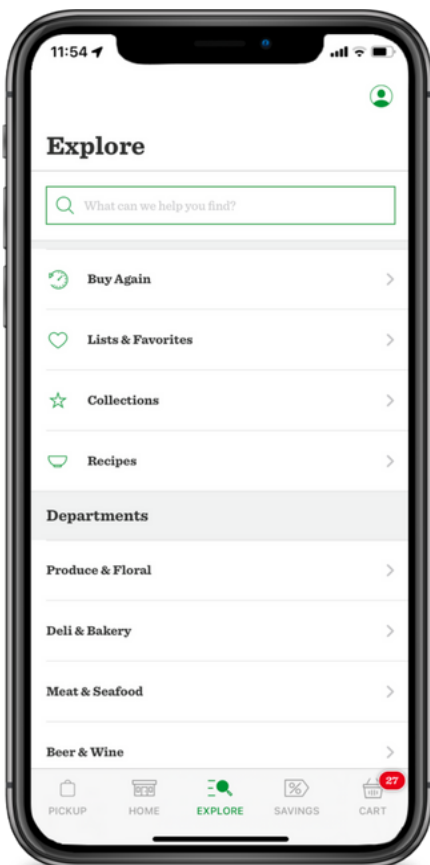 11:54
Explore
What can we help you find?
Buy Again
Lists & Favorites
Collections
Recipes
Departments
Produce & Floral
Deli & Bakery
Meat & Seafood
Beer & Wine
27
PICKUP HOME EXPLORE SAVINGS CART